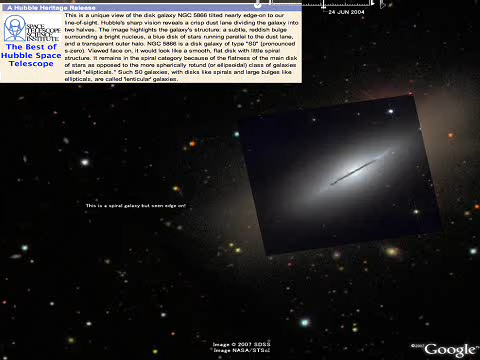 A Hubble Heritage Release
SPACE
TELESCOPE
SCIENCE
INSTITUTE
The Best of
Hubble Space
Telescope
This is a unique view of the disk galaxy NGC 5866 tilted nearly edge-on to our
line-of-sight. Hubble's sharp vision reveals a crisp dust lane dividing the galaxy into
two halves. The image highlights the galaxy's structure: a subtle, reddish bulge
surrounding a bright nucleus, a blue disk of stars running parallel to the dust lane,
and a transparent outer halo. NGC 5866 is a disk galaxy of type "S0" (pronounced
s-zero). Viewed face on, it would look like a smooth, flat disk with little spiral
structure. It remains in the spiral category because of the flatness of the main disk
of stars as opposed to the more spherically rotund (or ellipsoidal) class of galaxies
called "ellipticals." Such S0 galaxies, with disks like spirals and large bulges like
ellipticals, are called 'lenticular' galaxies.
24 JUN 2004
This is a spiral galaxy but seen edge on!
Image © 2007 SDSS
Image NASA/STScI
©2007 Google